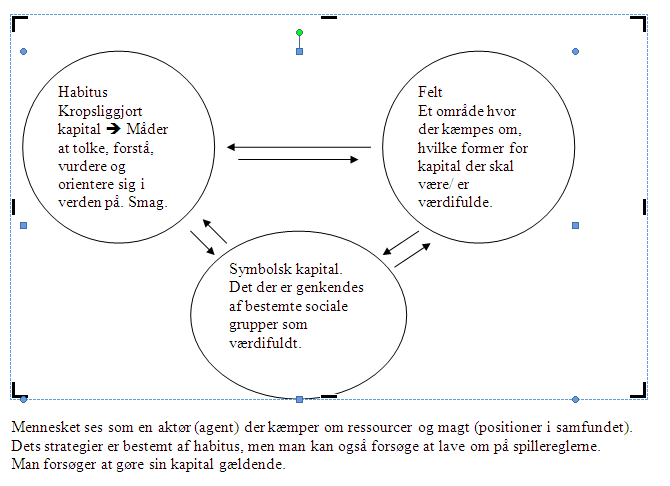 Habitus
Kropsliggjort
kapital → Måder
at tolke, forstå,
vurdere og
orientere sig i
verden på. Smag.
Felt
Et område hvor
der kæmpes om,
hvilke former for
kapital der skal
være/ er
værdifulde.
Symbolsk kapital.
Det der er genkendes
af bestemte sociale
grupper som
værdifuldt.
Mennesket ses som en aktør (agent) der kæmper om ressourcer og magt (positioner i samfundet).
Dets strategier er bestemt af habitus, men man kan også forsøge at lave om på spillereglerne.
Man forsøger at gøre sin kapital gældende.